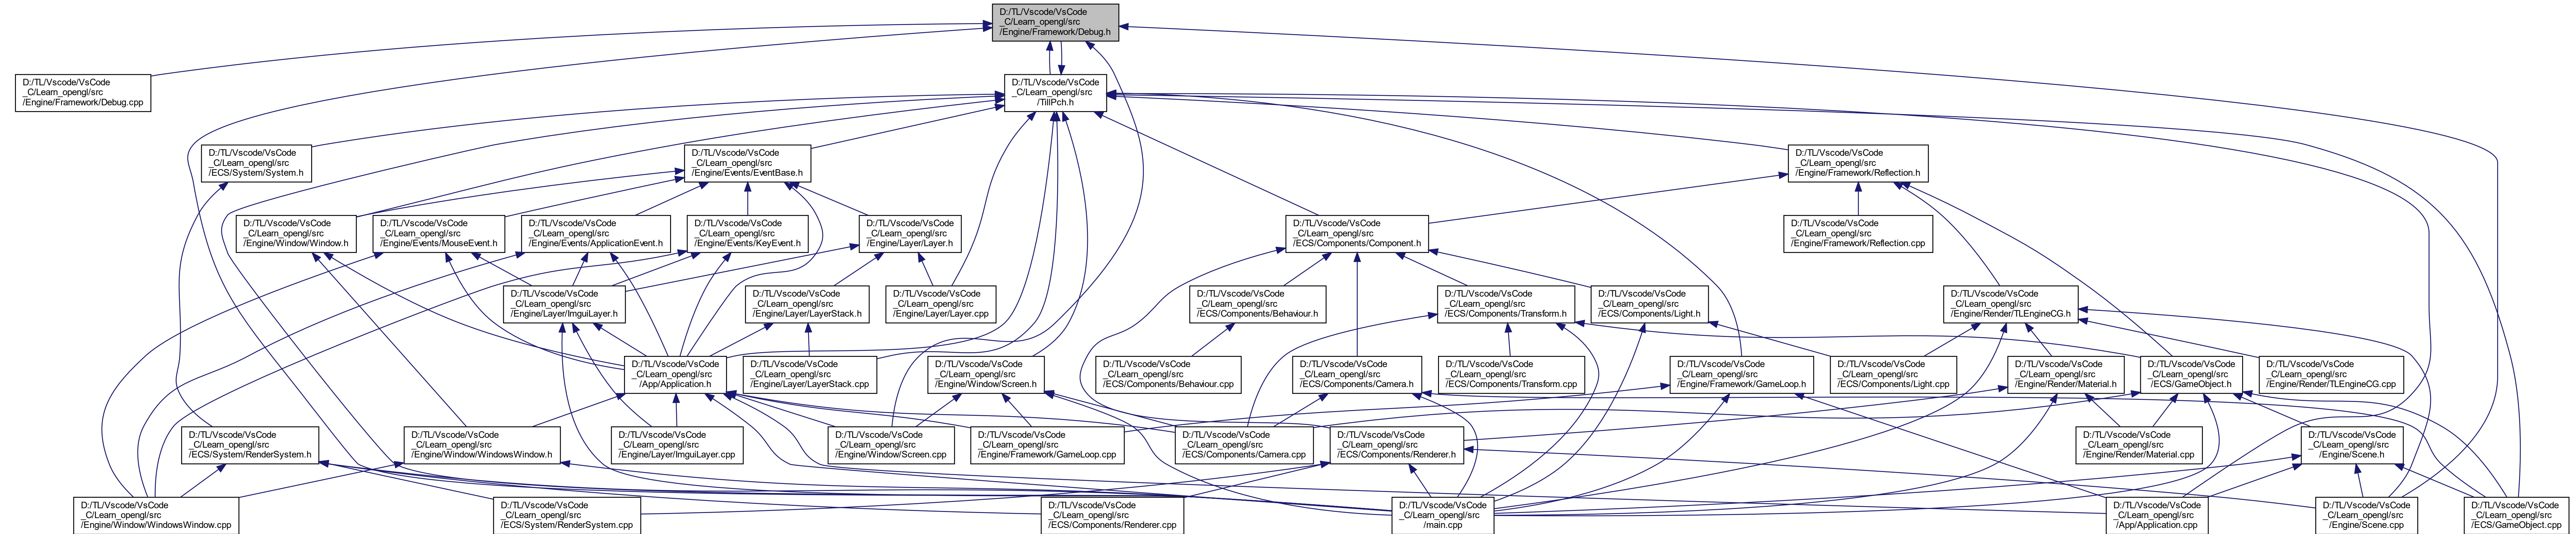 D:/TL/Vscode/VsCode
_C/Learn_opengl/src
/Engine/Framework/Debug.h
D:/TL/Vscode/VsCode
_C/Learn_opengl/src
/Engine/Framework/Debug.cpp
D:/TL/Vscode/VsCode
_C/Learn_opengl/src
/TillPch.h
D:/TL/Vscode/VsCode
_C/Learn_opengl/src
/ECS/System/System.h
D:/TL/Vscode/VsCode
_C/Learn_opengl/src
/Engine/Events/EventBase.h
D:/TL/Vscode/VsCode
_C/Learn_opengl/src
/Engine/Framework/Reflection.h
D:/TL/Vscode/VsCode
_C/Learn_opengl/src
/Engine/Window/Window.h
D:/TL/Vscode/VsCode
_C/Learn_opengl/src
/Engine/Events/MouseEvent.h
D:/TL/Vscode/VsCode
_C/Learn_opengl/src
/Engine/Events/ApplicationEvent.h
D:/TL/Vscode/VsCode
_C/Learn_opengl/src
/Engine/Events/KeyEvent.h
D:/TL/Vscode/VsCode
_C/Learn_opengl/src
/Engine/Layer/Layer.h
D:/TL/Vscode/VsCode
_C/Learn_opengl/src
/ECS/Components/Component.h
D:/TL/Vscode/VsCode
_C/Learn_opengl/src
/Engine/Framework/Reflection.cpp
D:/TL/Vscode/VsCode
_C/Learn_opengl/src
/Engine/Layer/ImguiLayer.h
D:/TL/Vscode/VsCode
_C/Learn_opengl/src
/Engine/Layer/LayerStack.h
D:/TL/Vscode/VsCode
_C/Learn_opengl/src
/Engine/Layer/Layer.cpp
D:/TL/Vscode/VsCode
_C/Learn_opengl/src
/ECS/Components/Behaviour.h
D:/TL/Vscode/VsCode
_C/Learn_opengl/src
/ECS/Components/Transform.h
D:/TL/Vscode/VsCode
_C/Learn_opengl/src
/ECS/Components/Light.h
D:/TL/Vscode/VsCode
_C/Learn_opengl/src
/Engine/Render/TLEngineCG.h
D:/TL/Vscode/VsCode
_C/Learn_opengl/src
/App/Application.h
D:/TL/Vscode/VsCode
_C/Learn_opengl/src
/Engine/Layer/LayerStack.cpp
D:/TL/Vscode/VsCode
_C/Learn_opengl/src
/Engine/Window/Screen.h
D:/TL/Vscode/VsCode
_C/Learn_opengl/src
/ECS/Components/Behaviour.cpp
D:/TL/Vscode/VsCode
_C/Learn_opengl/src
/ECS/Components/Camera.h
D:/TL/Vscode/VsCode
_C/Learn_opengl/src
/ECS/Components/Transform.cpp
D:/TL/Vscode/VsCode
_C/Learn_opengl/src
/Engine/Framework/GameLoop.h
D:/TL/Vscode/VsCode
_C/Learn_opengl/src
/ECS/Components/Light.cpp
D:/TL/Vscode/VsCode
_C/Learn_opengl/src
/Engine/Render/Material.h
D:/TL/Vscode/VsCode
_C/Learn_opengl/src
/ECS/GameObject.h
D:/TL/Vscode/VsCode
_C/Learn_opengl/src
/Engine/Render/TLEngineCG.cpp
D:/TL/Vscode/VsCode
_C/Learn_opengl/src
/ECS/System/RenderSystem.h
D:/TL/Vscode/VsCode
_C/Learn_opengl/src
/Engine/Window/WindowsWindow.h
D:/TL/Vscode/VsCode
_C/Learn_opengl/src
/Engine/Layer/ImguiLayer.cpp
D:/TL/Vscode/VsCode
_C/Learn_opengl/src
/Engine/Window/Screen.cpp
D:/TL/Vscode/VsCode
_C/Learn_opengl/src
/Engine/Framework/GameLoop.cpp
D:/TL/Vscode/VsCode
_C/Learn_opengl/src
/ECS/Components/Camera.cpp
D:/TL/Vscode/VsCode
_C/Learn_opengl/src
/ECS/Components/Renderer.h
D:/TL/Vscode/VsCode
_C/Learn_opengl/src
/Engine/Render/Material.cpp
D:/TL/Vscode/VsCode
_C/Learn_opengl/src
/Engine/Scene.h
D:/TL/Vscode/VsCode
_C/Learn_opengl/src
/Engine/Window/WindowsWindow.cpp
D:/TL/Vscode/VsCode
_C/Learn_opengl/src
/ECS/System/RenderSystem.cpp
D:/TL/Vscode/VsCode
_C/Learn_opengl/src
/ECS/Components/Renderer.cpp
D:/TL/Vscode/VsCode
_C/Learn_opengl/src
/main.cpp
D:/TL/Vscode/VsCode
_C/Learn_opengl/src
/App/Application.cpp
D:/TL/Vscode/VsCode
_C/Learn_opengl/src
/Engine/Scene.cpp
D:/TL/Vscode/VsCode
_C/Learn_opengl/src
/ECS/GameObject.cpp